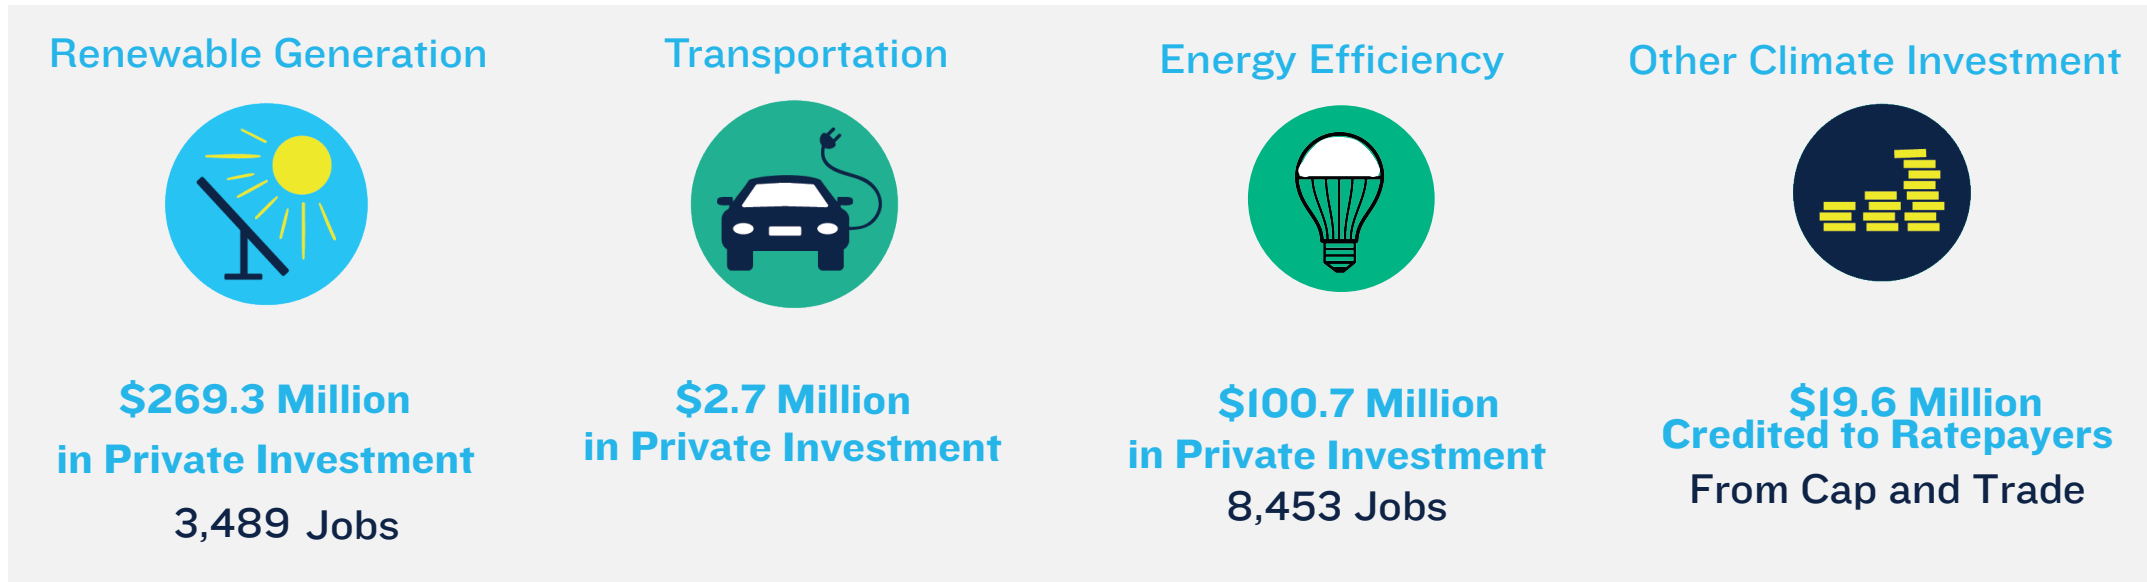 Renewable Generation
$269.3 Million
in Private Investment
3,489 Jobs
Transportation
$2.7 Million
in Private Investment
Energy Efficiency
$100.7 Million
in Private Investment
8,453 Jobs
Other Climate Investment
$19.6 Million
Credited to Ratepayers
From Cap and Trade